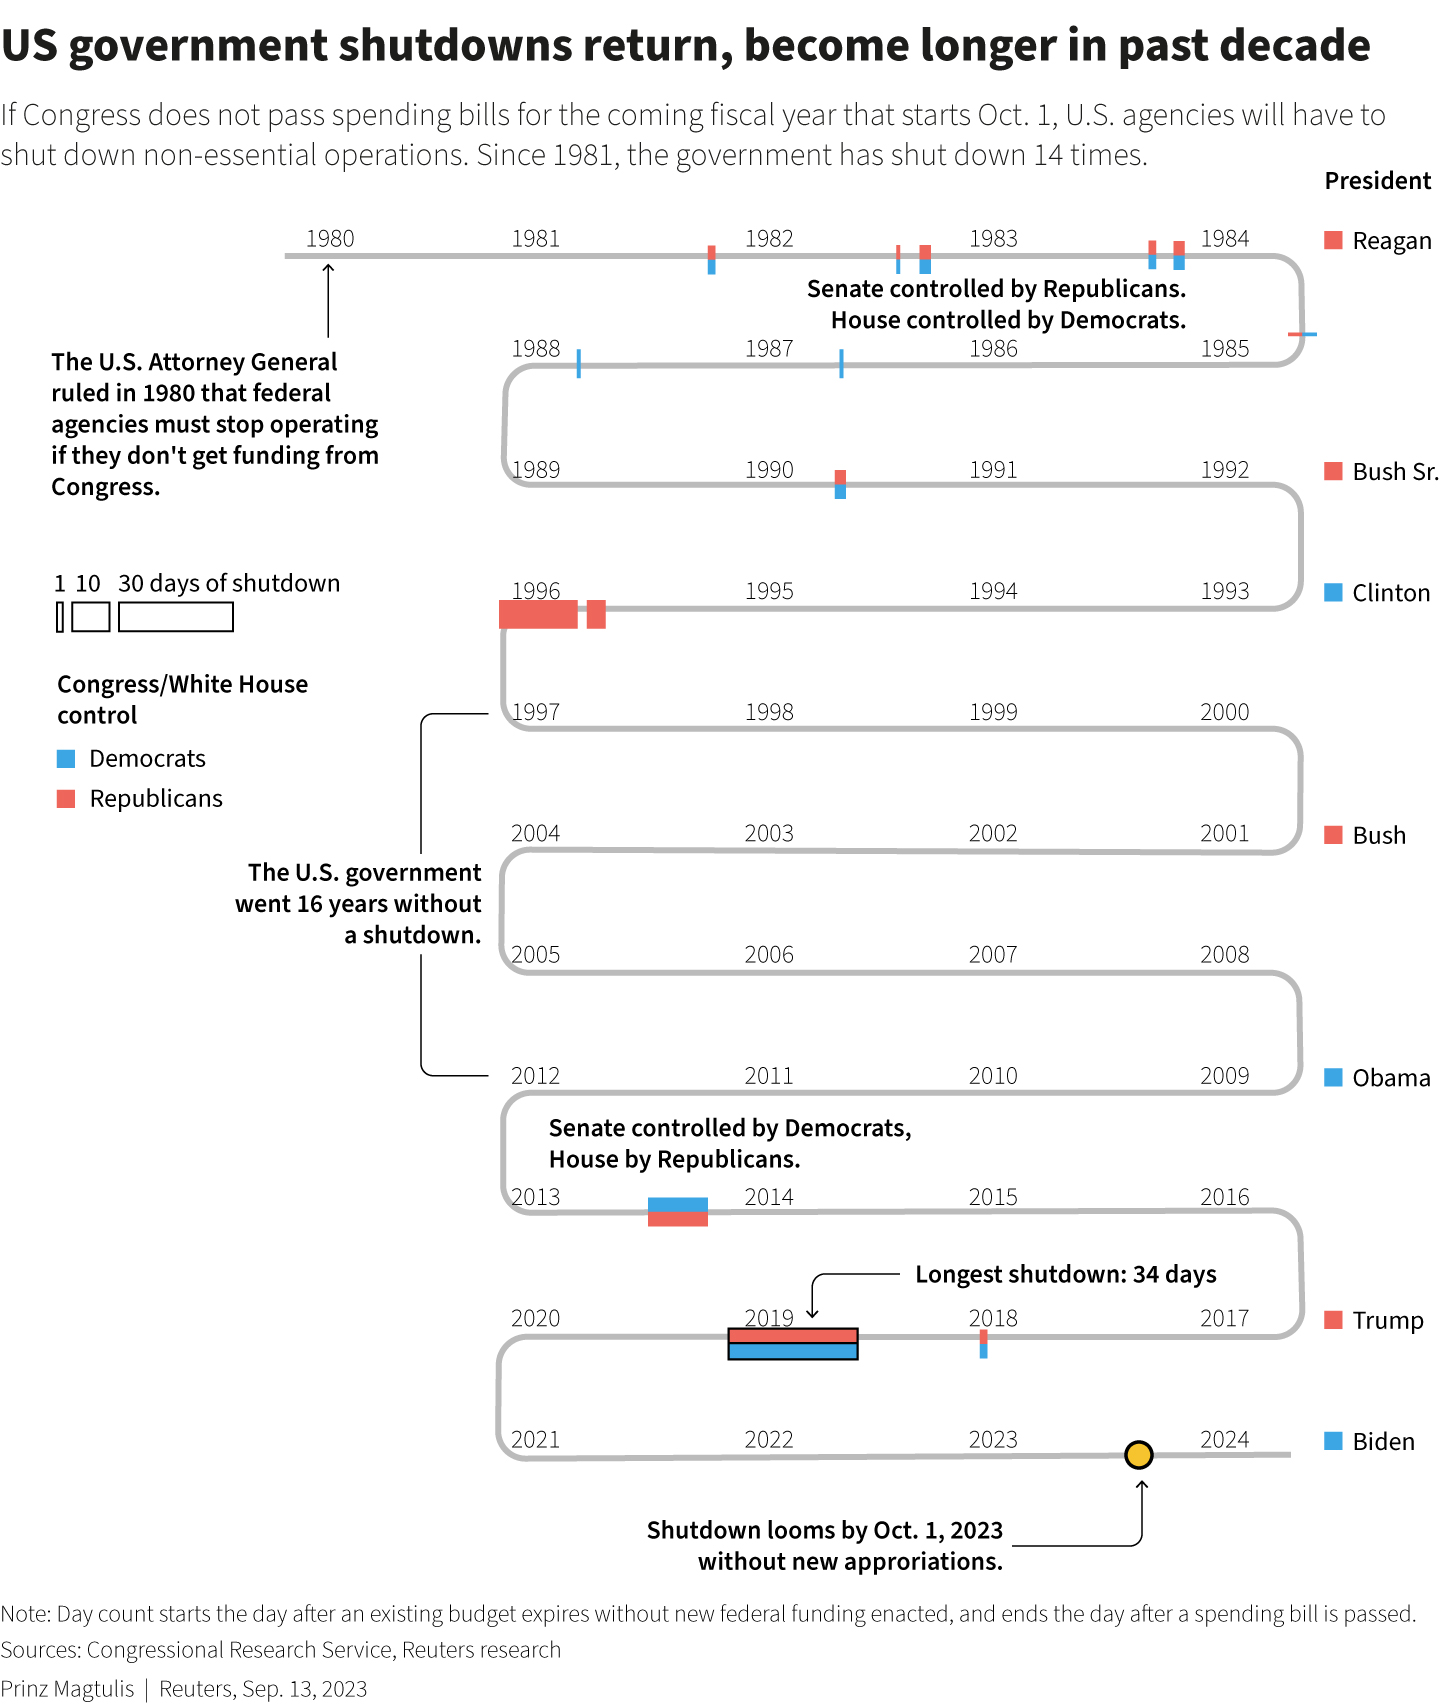 US government shutdowns return, become longer in past decade
If Congress does not pass spending bills for the coming fiscal year that starts Oct. 1, U.S. agencies will have to
shut down non-essential operations. Since 1981, the government has shut down 14 times.
President
1980 1981 1982 1983 1984
Reagan
Senate controlled by Republicans.
House controlled by Democrats.
1988 1987 1986 1985
The U.S. Attorney General
ruled in 1980 that federal
agencies must stop operating
if they don't get funding from
Congress.
1989 1990 1991 1992
Bush Sr.
1 10 30 days of shutdown
1996 1995 1994 1993
Clinton
Congress/White House
control
Democrats
Republicans
1997 1998 1999 2000
2004 2003 2002 2001
Bush
The U.S. government
went 16 years without
a shutdown.
2005 2006 2007 2008
2012 2011 2010 2009
Obama
Senate controlled by Democrats,
House by Republicans.
2013 2014 2015 2016
Longest shutdown: 34 days
2020 2019 2018 2017
Trump
2021 2022 2023 2024
Biden
Shutdown looms by Oct. 1, 2023
without new approriations.
Note: Day count starts the day after an existing budget expires without new federal funding enacted, and ends the day after a spending bill is passed.
Sources: Congressional Research Service, Reuters research
Prinz Magtulis | Reuters, Sep. 13, 2023